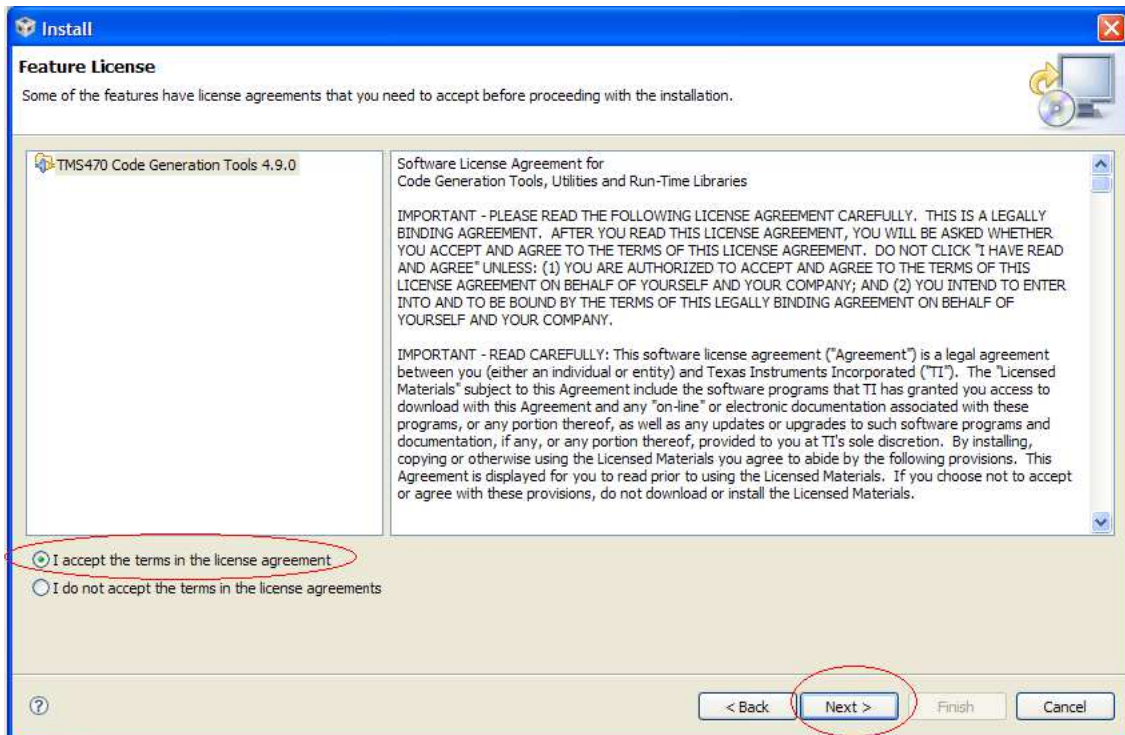 Install
Feature License
Some of the features have license agreements that you need to accept before proceeding with the installation.
TMS470 Code Generation Tools 4.9.0
Software License Agreement for
Code Generation Tools, Utilities and Run-Time Libraries
IMPORTANT - PLEASE READ THE FOLLOWING LICENSE AGREEMENT CAREFULLY.  THIS IS A LEGALLY
BINDING AGREEMENT.  AFTER YOU READ THIS LICENSE AGREEMENT, YOU WILL BE ASKED WHETHER
YOU ACCEPT AND AGREE TO THE TERMS OF THIS LICENSE AGREEMENT.  DO NOT CLICK "I HAVE READ
AND AGREE" UNLESS: (1) YOU ARE AUTHORIZED TO ACCEPT AND AGREE TO THE TERMS OF THIS
LICENSE AGREEMENT ON BEHALF OF YOURSELF AND YOUR COMPANY; AND (2) YOU INTEND TO ENTER
INTO AND TO BE BOUND BY THE TERMS OF THIS LEGALLY BINDING AGREEMENT ON BEHALF OF
YOURSELF AND YOUR COMPANY.
IMPORTANT - READ CAREFULLY: This software license agreement ("Agreement") is a legal agreement
between you (either an individual or entity) and Texas Instruments Incorporated ("TI").  The "Licensed
Materials" subject to this Agreement include the software programs that TI has granted you access to
download with this Agreement and any "on-line" or electronic documentation associated with these
programs, or any portion thereof, as well as any updates or upgrades to such software programs and
documentation, if any, or any portion thereof, provided to you at TI's sole discretion.  By installing,
copying or otherwise using the Licensed Materials you agree to abide by the following provisions.  This
Agreement is displayed for you to read prior to using the Licensed Materials.  If you choose not to accept
or agree with these provisions, do not download or install the Licensed Materials.
I accept the terms in the license agreement
I do not accept the terms in the license agreements
? < Back Next > Finish Cancel